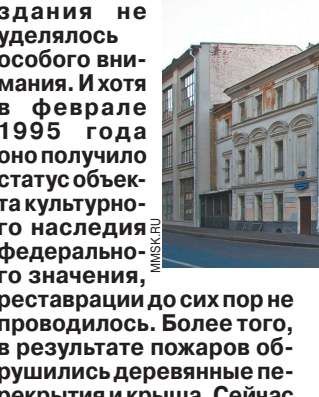 здания не
уделялось
особого вни-
мания. И хотя
в феврале
1995 года
оно получило
статус объек-
та культурно-
го наследия
федерально-
го значения,
MMSK.RU
реставрации до сих пор не
проводилось. Более того,
в результате пожаров об-
рушились деревянные пе-
рекрытия и крыша. Сейчас